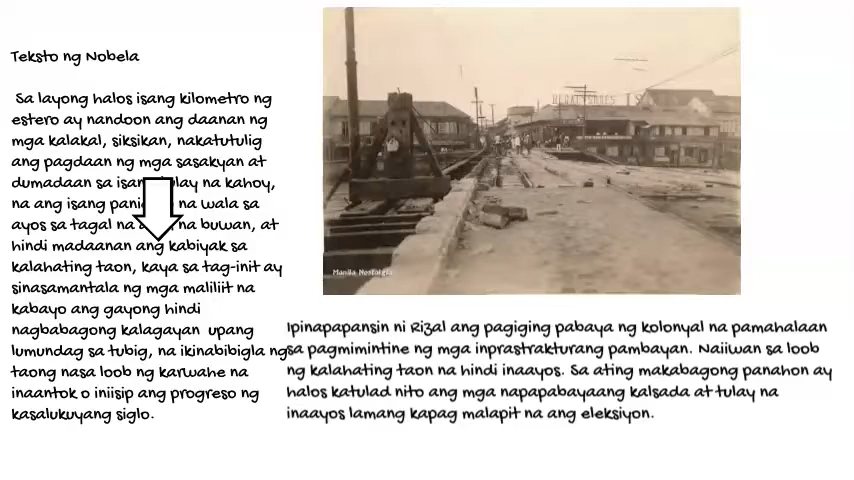 Teksto ng Nobela
Sa layong halos isang kilometro ng
estero ay nandoon ang daanan ng
mga kalakal, siksikan, nakatutulig
ang pagdaan ng mga sasakyan at
dumadaan sa isang tulay na kahoy,
na ang isang na wala sa
ayos sa tagal na na buwan, at
hindi madaanan ang kabiyak sa
kalahating taon, kaya sa tag-init ay
sinasamantala ng mga maliliit na
kabayo ang gayong hindi
nagbabagong kalagayan upang
lumundag sa tubig, na ikinabibigla ng
taong nasa loob ng karwahe na
inaantok o iniisip ang progreso ng
kasalukuyang siglo.
Manila Nostalgia
Ipinapapansin ni Rizal ang pagiging pabaya ng kolonyal na pamahalaan
sa pagmimintine ng mga inprastrakturang pambayan. Naiiwan sa loob
ng kalahating taon na hindi inaayos. Sa ating makabagong panahon ay
halos katulad nito ang mga napapabayaang kalsada at tulay na
inaayos lamang kapag malapit na ang eleksiyon.